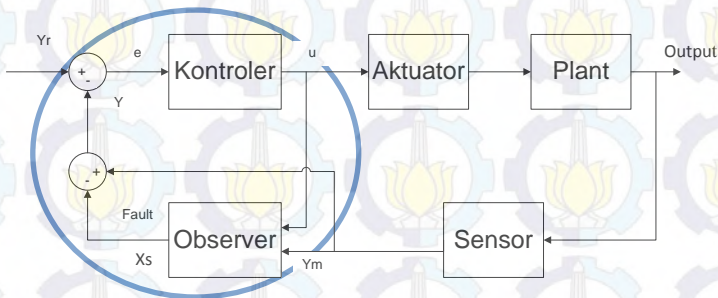 Yr
+
-
e
Kontroler
u
Aktuator
Plant
Output
Y
+
-
Fault
Xs
Observer
Ym
Sensor